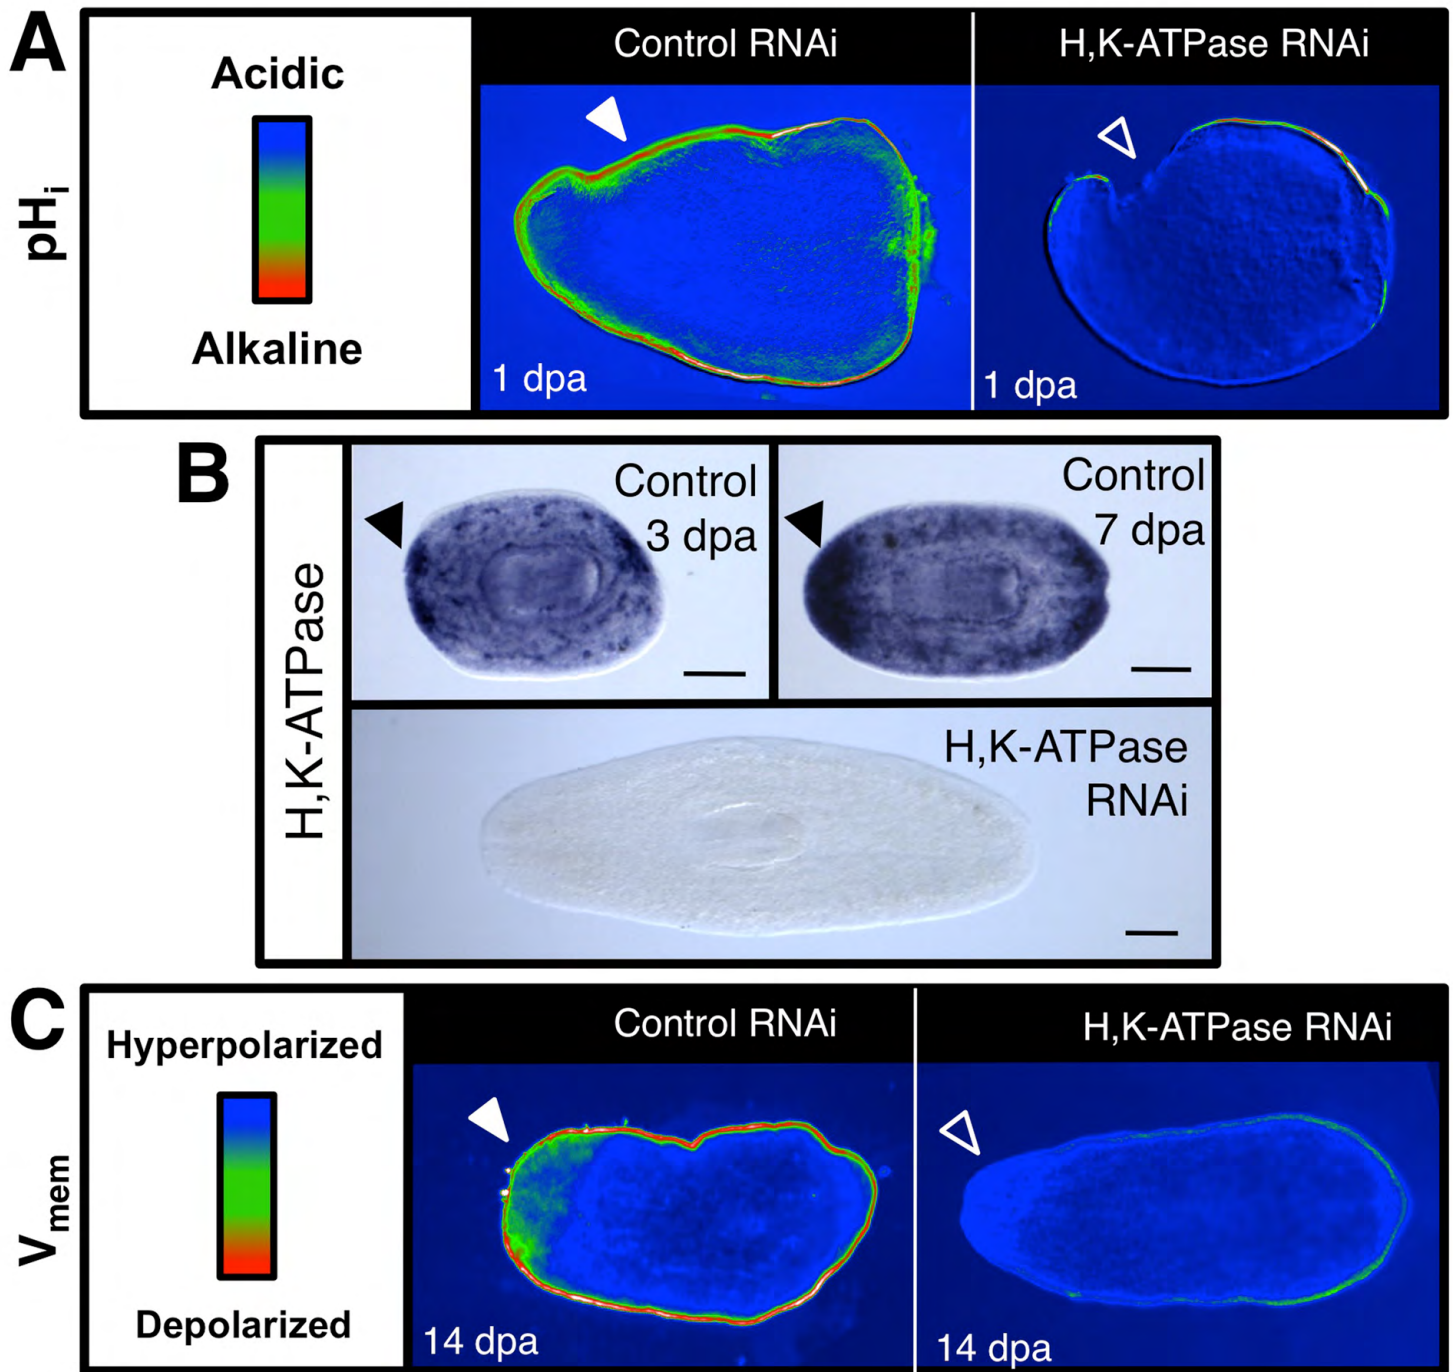 A
Acidic
Alkaline
pHi
Control RNAi
H,K-ATPase RNAi
1 dpa
1 dpa
B
H,K-ATPase
Control
3 dpa
Control
7 dpa
H,K-ATPase
RNAi
C
Hyperpolarized
Depolarized
Vmem
Control RNAi
H,K-ATPase RNAi
14 dpa
14 dpa